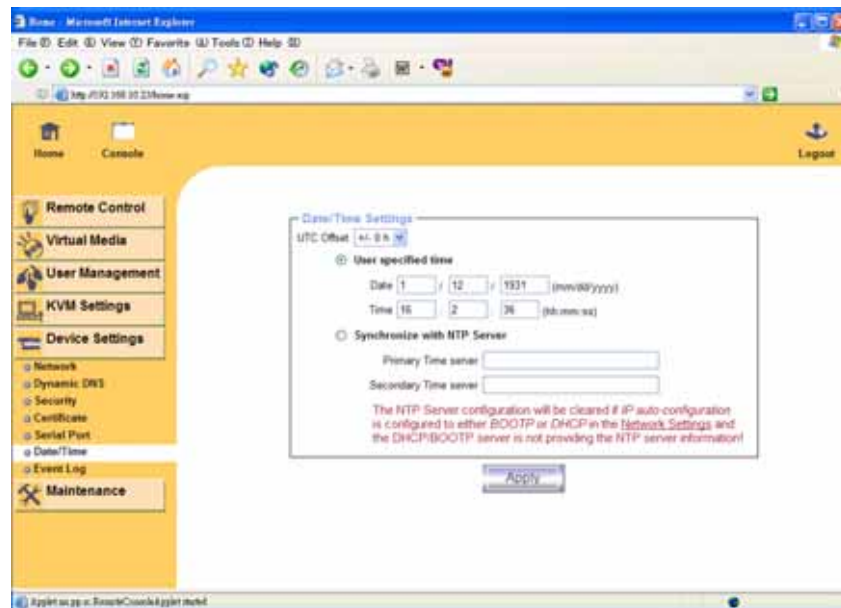 Home - Microsoft Internet Explorer
File Edit View Favorite Tools Help
Home
Console
Logout
Remote Control
Virtual Media
User Management
KVM Settings
Device Settings
Network
Dynamic DNS
Security
Certificate
Serial Port
Date/Time
Event Log
Maintenance
Date/Time Settings
UTC Offset +/- 0 h
User specified time
Date 1 / 12 / 1931 (mm/dd/yyyy)
Time 16 : 2 : 36 (hh:mm:ss)
Synchronize with NTP Server
Primary Time server
Secondary Time server
The NTP Server configuration will be cleared if IP auto-configuration
is configured to either BOOTP or DHCP in the Network Settings and
the DHCP/BOOTP server is not providing the NTP server information!
Apply